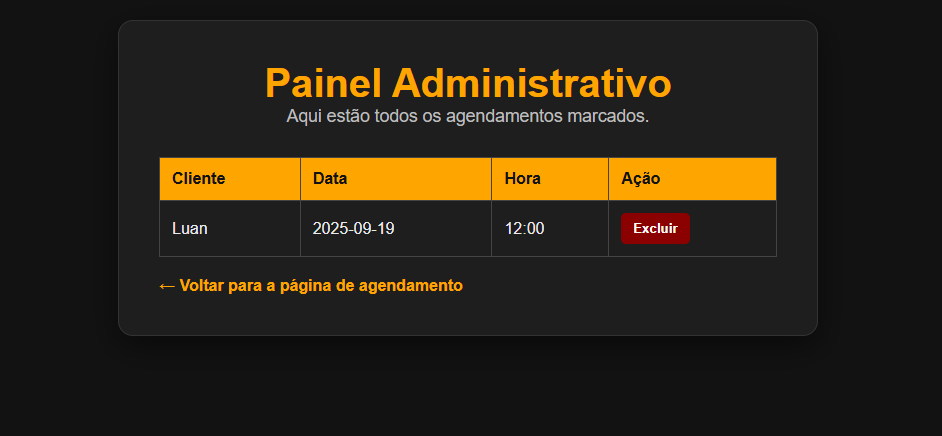 Painel Administrativo
Aqui estão todos os agendamentos marcados.
Cliente Data Hora Ação
Luan 2025-09-19 12:00 Excluir
← Voltar para a página de agendamento